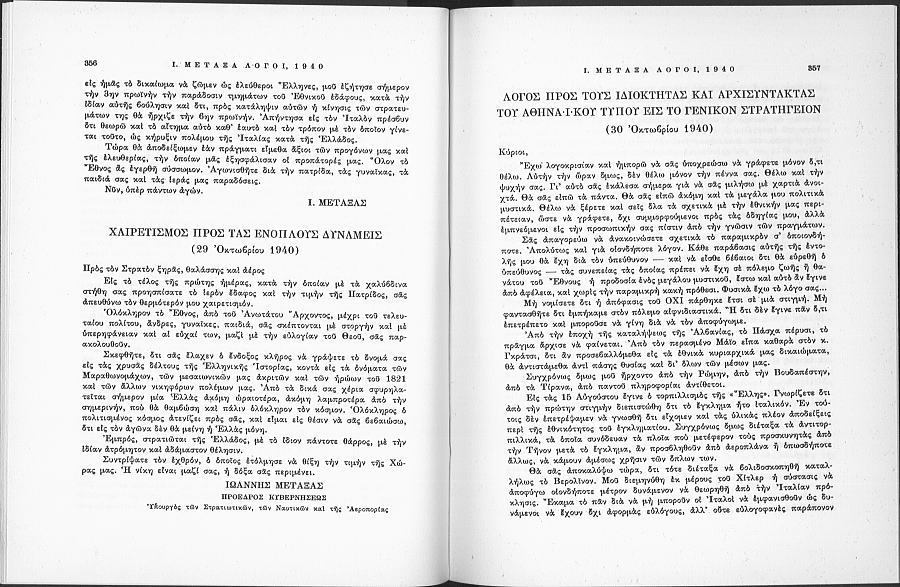 356
Ι. ΜΕΤΑΞΑ ΛΟΓΟΙ, 1940
εἰς ἡμᾶς τὸ δικαίωμα νὰ ζῶμεν ὡς ἐλεύθεροι Ἕλληνες, μοῦ ἐζήτησε σήμερον
τὴν 3ην πρωϊνὴν τὴν παράδοσιν τμημάτων τοῦ Ἐθνικοῦ ἐδάφους, κατὰ τὴν
ἰδίαν αὐτῆς βούλησιν καὶ ὅτι, πρὸς κατάληψιν αὐτῶν ἡ κίνησις τῶν στρατευ-
μάτων της θὰ ἤρχιζε τὴν 6ην πρωϊνήν. Ἀπήντησα εἰς τὸν Ἰταλὸν πρέσβυν
ὅτι θεωρῶ καὶ τὸ αἴτημα αὐτὸ καθ' ἑαυτὸ καὶ τὸν τρόπον μὲ τὸν ὁποῖον γίνε-
ται τοῦτο, ὡς κήρυξιν πολέμου τῆς Ἰταλίας κατὰ τῆς Ἑλλάδος.
Τώρα θὰ ἀποδείξωμεν ἐὰν πράγματι εἴμεθα ἄξιοι τῶν προγόνων μας καὶ
τῆς ἐλευθερίας, τὴν ὁποίαν μᾶς ἐξησφάλισαν οἱ προπάτορές μας. Ὅλον τὸ
Ἔθνος ἂς ἐγερθῇ σύσσωμον. Ἀγωνισθῆτε διὰ τὴν πατρίδα, τὰς γυναῖκας, τὰ
παιδιά σας καὶ τὰς ἱεράς μας παραδόσεις.
Νῦν, ὑπὲρ πάντων ἀγών.
Ι. ΜΕΤΑΞΑΣ
ΧΑΙΡΕΤΙΣΜΟΣ ΠΡΟΣ ΤΑΣ ΕΝΟΠΛΟΥΣ ΔΥΝΑΜΕΙΣ
(29 Ὀκτωβρίου 1940)
Πρὸς τὸν Στρατὸν ξηρᾶς, θαλάσσης καὶ ἀέρος
Εἰς τὸ τέλος τῆς πρώτης ἡμέρας, κατὰ τὴν ὁποίαν μὲ τὰ χαλύβδινα
στήθη σας προησπίσατε τὸ ἱερὸν ἔδαφος καὶ τὴν τιμὴν τῆς Πατρίδος, σᾶς
ἀπευθύνω τὸν θερμότερόν μου χαιρετισμόν.
Ὁλόκληρον τὸ Ἔθνος, ἀπὸ τοῦ Ἀνωτάτου Ἄρχοντος, μέχρι τοῦ τελευ-
ταίου πολίτου, ἄνδρες, γυναῖκες, παιδιά, σᾶς σκέπτονται μὲ στοργὴν καὶ μὲ
ὑπερηφάνειαν καὶ αἱ εὐχαί των, μαζὶ μὲ τὴν εὐλογίαν τοῦ Θεοῦ, σᾶς παρ-
ακολουθοῦν.
Σκεφθῆτε, ὅτι σᾶς ἔλαχεν ὁ ἔνδοξος κλῆρος νὰ γράψετε τὸ ὄνομά σας
εἰς τὰς χρυσᾶς δέλτους τῆς Ἑλληνικῆς Ἱστορίας, κοντὰ εἰς τὰ ὀνόματα τῶν
Μαραθωνομάχων, τῶν μεσαιωνικῶν μας ἀκριτῶν καὶ τῶν ἡρώων τοῦ 1821
καὶ τῶν ἄλλων νικηφόρων πολέμων μας. Ἀπὸ τὰ δικά σας χέρια σφυρηλα-
τεῖται σήμερον μία Ἑλλὰς ἀκόμη ὡραιοτέρα, ἀκόμη λαμπροτέρα ἀπὸ τὴν
σημερινήν, ποὺ θὰ θαμβώσῃ καὶ πάλιν ὁλόκληρον τὸν κόσμον. Ὁλόκληρος ὁ
πολιτισμένος κόσμος ἀτενίζει πρὸς σᾶς, καὶ εἶμαι εἰς θέσιν νὰ σᾶς βεβαιώσω,
ὅτι εἰς τὸν ἀγῶνα δὲν θὰ μείνῃ ἡ Ἑλλὰς μόνη.
Ἐμπρός, στρατιῶται τῆς Ἑλλάδος, μὲ τὸ ἴδιον πάντοτε θάρρος, μὲ τὴν
ἰδίαν ἀτρόμητον καὶ ἀδάμαστον θέλησιν.
Συντρίψατε τὸν ἐχθρόν, ὁ ὁποῖος ἐτόλμησε νὰ θίξῃ τὴν τιμὴν τῆς Χώ-
ρας μας. Ἡ νίκη εἶναι μαζί σας, ἡ δόξα σᾶς περιμένει.
ΙΩΑΝΝΗΣ ΜΕΤΑΞΑΣ
ΠΡΟΕΔΡΟΣ ΚΥΒΕΡΝΗΣΕΩΣ
Ὑπουργὸς τῶν Στρατιωτικῶν, τῶν Ναυτικῶν καὶ τῆς Ἀεροπορίας
Ι. ΜΕΤΑΞΑ ΛΟΓΟΙ, 1940
357
ΛΟΓΟΣ ΠΡΟΣ ΤΟΥΣ ΙΔΙΟΚΤΗΤΑΣ ΚΑΙ ΑΡΧΙΣΥΝΤΑΚΤΑΣ
ΤΟΥ ΑΘΗΝΑ·Ι·ΚΟΥ ΤΥΠΟΥ ΕΙΣ ΤΟ ΓΕΝΙΚΟΝ ΣΤΡΑΤΗΓΕΙΟΝ
(30 Ὀκτωβρίου 1940)
Κύριοι,
Ἔχω λογοκρισίαν καὶ ἠμπορῶ νὰ σᾶς ὑποχρεώσω νὰ γράφετε μόνον ὅ,τι
θέλω. Αὐτὴν τὴν ὥραν ὅμως, δὲν θέλω μόνον τὴν πέννα σας. Θέλω καὶ τὴν
ψυχήν σας. Γι' αὐτὸ σᾶς ἐκάλεσα σήμερα γιὰ νὰ σᾶς μιλήσω μὲ χαρτιὰ ἀνοι-
χτά. Θὰ σᾶς εἰπῶ τὰ πάντα. Θὰ σᾶς εἰπῶ ἀκόμη καὶ τὰ μεγάλα μου πολιτικὰ
μυστικά. Θέλω νὰ ξέρετε καὶ σεῖς ὅλα τὰ σχετικὰ μὲ τὴν ἐθνικήν μας περι-
πέτειαν, ὥστε νὰ γράφετε, ὄχι συμμορφούμενοι πρὸς τὰς ὁδηγίας μου, ἀλλὰ
ἐμπνεόμενοι εἰς τὴν προσωπικήν σας πίστιν ἀπὸ τὴν γνῶσιν τῶν πραγμάτων.
Σᾶς ἀπαγορεύω νὰ ἀνακοινώσετε σχετικὰ τὸ παραμικρὸν σ' ὁποιονδή-
ποτε. Ἀπολύτως καὶ γιὰ οἱονδήποτε λόγον. Κάθε παράβασις αὐτῆς τῆς ἐντο-
λῆς μου θὰ ἔχῃ διὰ τὸν ὑπεύθυνον — καὶ νὰ εἶσθε βέβαιοι ὅτι θὰ εὑρεθῇ ὁ
ὑπεύθυνος — τὰς συνεπείας τὰς ὁποίας πρέπει νὰ ἔχῃ σὲ πόλεμο ζωῆς ἢ θα-
νάτου τοῦ Ἔθνους ἡ προδοσία ἑνὸς μεγάλου μυστικοῦ, ἔστω καὶ αὐτὸ ἂν ἔγινε
ἀπὸ ἀφέλεια, καὶ χωρὶς τὴν παραμικρὴ κακὴ πρόθεσι. Φυσικὰ ἔχω τὸ λόγο σας...
Μὴ νομίσετε ὅτι ἡ ἀπόφασις τοῦ ΟΧΙ πάρθηκε ἔτσι σὲ μιὰ στιγμή. Μὴ
φαντασθῆτε ὅτι ἐμπήκαμε στὸν πόλεμο αἰφνιδιαστικά. Ἢ ὅτι δὲν ἔγινε πᾶν ὅ,τι
ἐπετρέπετο καὶ μποροῦσε νὰ γίνῃ διὰ νὰ τὸν ἀποφύγωμε.
Ἀπὸ τὴν ἐποχὴ τῆς καταλήψεως τῆς Ἀλβανίας, τὸ Πάσχα πέρυσι, τὸ
πρᾶγμα ἄρχισε νὰ φαίνεται. Ἀπὸ τὸν περασμένο Μάϊο εἶπα καθαρὰ στὸν κ.
Γκράτσι, ὅτι ἂν προσεβαλλόμεθα εἰς τὰ ἐθνικὰ κυριαρχικά μας δικαιώματα,
θὰ ἀντιστάμεθα ἀντὶ πάσης θυσίας καὶ δι' ὅλων τῶν μέσων μας.
Συγχρόνως ὅμως μοῦ ἤρχοντο ἀπὸ τὴν Ρώμην, ἀπὸ τὴν Βουδαπέστην,
ἀπὸ τὰ Τίρανα, ἀπὸ παντοῦ πληροφορίαι ἀντίθετοι.
Εἰς τὰς 15 Αὐγούστου ἔγινε ὁ τορπιλλισμὸς τῆς «Ἕλλης». Γνωρίζετε ὅτι
ἀπὸ τὴν πρώτην στιγμὴν διεπιστώθη ὅτι τὸ ἔγκλημα ἦτο ἰταλικόν. Ἐν τού-
τοις δὲν ἐπετρέψαμεν νὰ γνωσθῇ ὅτι εἴχομεν καὶ τὰς ὑλικὰς πλέον ἀποδείξεις
περὶ τῆς ἐθνικότητος τοῦ ἐγκληματίου. Συγχρόνως ὅμως διέταξα τὰ ἀντιτορ-
πιλλικά, τὰ ὁποῖα συνόδευαν τὰ πλοῖα ποὺ μετέφερον τοὺς προσκυνητὰς ἀπὸ
τὴν Τῆνον μετὰ τὸ ἔγκλημα, ἂν προσβληθοῦν ἀπὸ ἀεροπλάνα ἢ ὁπωσδήποτε
ἄλλως, νὰ κάμουν ἀμέσως χρῆσιν τῶν ὅπλων των.
Θὰ σᾶς ἀποκαλύψω τώρα, ὅτι τότε διέταξα νὰ βολιδοσκοπηθῇ καταλ-
λήλως τὸ Βερολῖνον. Μοῦ διεμηνύθη ἐκ μέρους τοῦ Χίτλερ ἡ σύστασις νὰ
ἀποφύγω οἱονδήποτε μέτρον δυνάμενον νὰ θεωρηθῇ ἀπὸ τὴν Ἰταλίαν πρό-
κλησις. Ἔκαμα τὸ πᾶν διὰ νὰ μὴ μποροῦν οἱ Ἰταλοὶ νὰ ἐμφανισθοῦν ὡς δυ-
νάμενοι νὰ ἔχουν ὄχι ἀφορμὰς εὐλόγους, ἀλλ' οὔτε εὐλογοφανὲς παράπονον